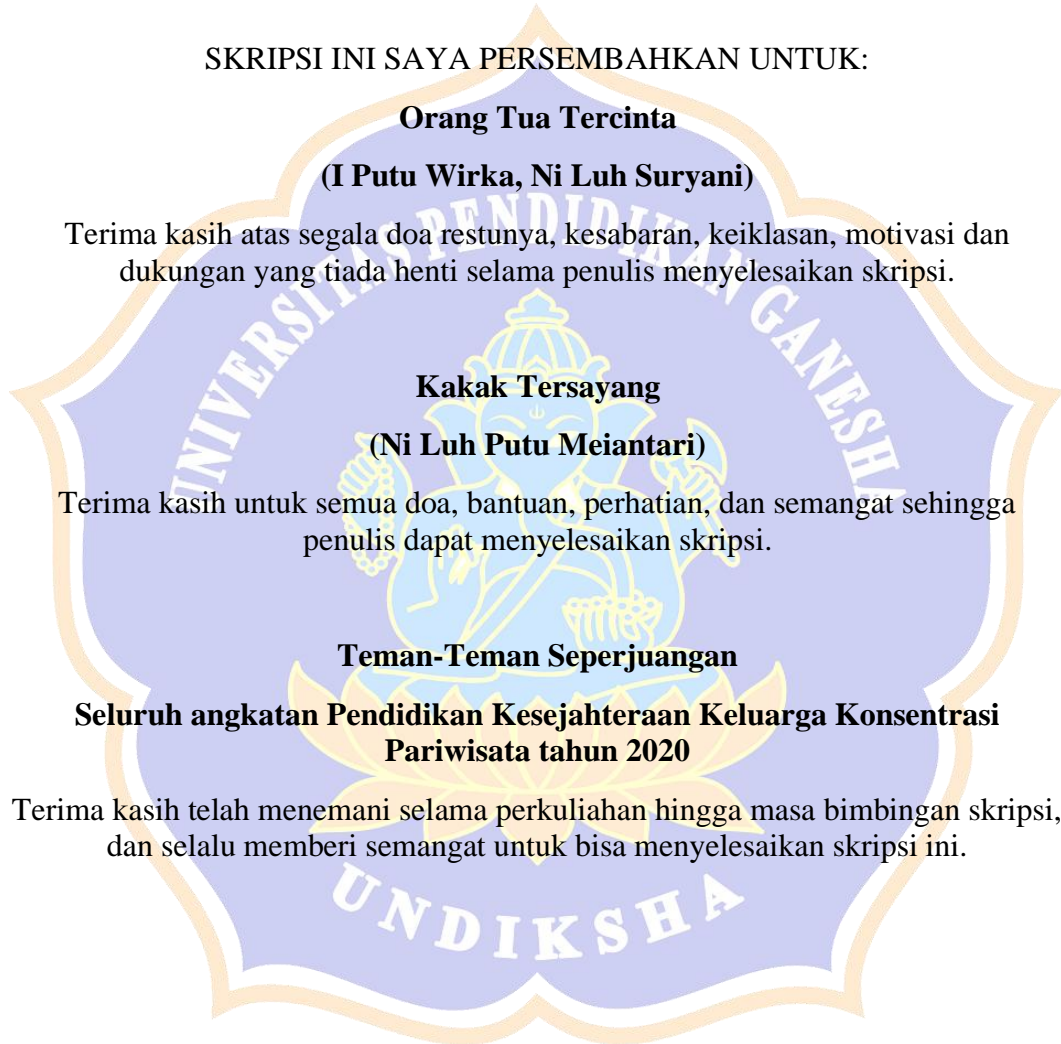 SKRIPSI INI SAYA PERSEMBAHKAN UNTUK:
Orang Tua Tercinta
(I Putu Wirka, Ni Luh Suryani)
Terima kasih atas segala doa restunya, kesabaran, keiklasan, motivasi dan
dukungan yang tiada henti selama penulis menyelesaikan skripsi.
UNIVERSITAS PENDIDIKAN GANESHA
Kakak Tersayang
(Ni Luh Putu Meiantari)
Terima kasih untuk semua doa, bantuan, perhatian, dan semangat sehingga
penulis dapat menyelesaikan skripsi.
Teman-Teman Seperjuangan
Seluruh angkatan Pendidikan Kesejahteraan Keluarga Konsentrasi
Pariwisata tahun 2020
Terima kasih telah menemani selama perkuliahan hingga masa bimbingan skripsi,
dan selalu memberi semangat untuk bisa menyelesaikan skripsi ini.
UNDIKSHA